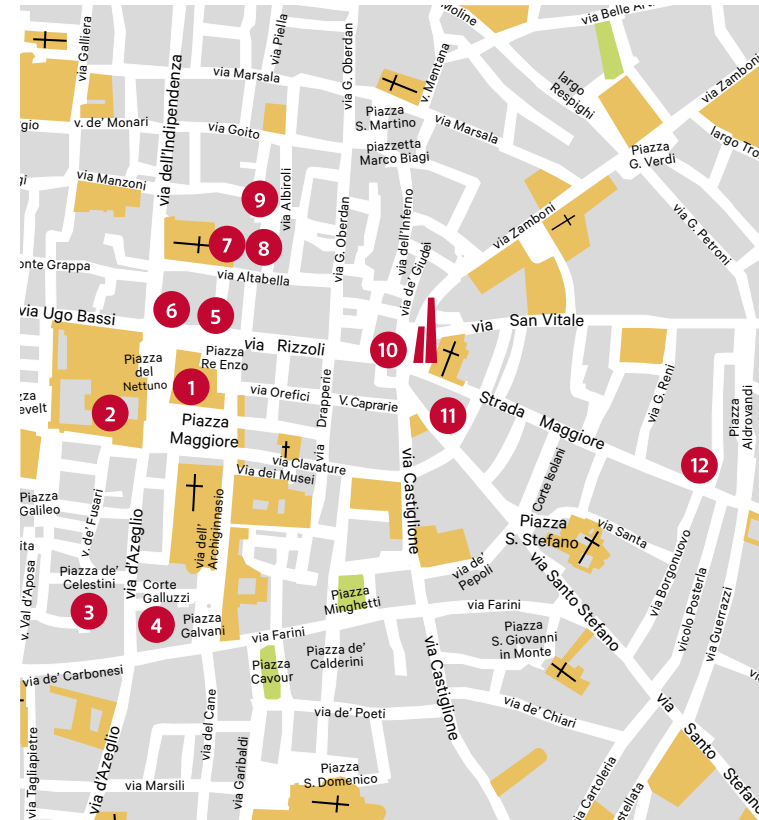 Moline
via Belle Ar
via Galliera
via Piella
via G. Oberdan
v. Mentana
via Zamboni
via Marsala
largo
Respighi
via dell'Indipendenza
Piazza
S. Martino
gio
v. de' Monari
via Goito
via Marsala
largo Tro
piazzetta
Marco Biagi
Piazza
G. Verdi
gi
via Manzoni
via Albiroli
9
via dell'Inferno
via G. Petroni
via G. Oberdan
via Zamboni
7
8
via de' Giudei
onte Grappa
via Altabella
via Ugo Bassi
6
5
via San Vitale
via Rizzoli
10
Piazza
del
Nettuno
Piazza
Re Enzo
1
via Orefici
via Drapperie
V. Caprarie
zza
evelt
2
11
Strada Maggiore
via G. Reni
Piazza
Aldrovandi
Piazza
Maggiore
via Clavature
Via dei Musei
via Castiglione
12
Corte Isolani
Piazza
Galileo
v. de' Fusari
via d'Azeglio
via dell'
Archiginnasio
Piazza
S. Stefano
via Santa
ita
via de'
Pepoli
via Borgonuovo
vicolo Posterla
via Guerrazzi
v. Val d'Aposa
Piazza de'
Celestini
Corte
Galluzzi
Piazza
Minghetti
via Farini
via Santo Stefano
3
4
Piazza
Galvani
via Farini
Piazza
S. Giovanni
in Monte
via de' Carbonesi
Piazza
Cavour
Piazza de'
Calderini
via Castiglione
via del Cane
via de' Poeti
via de' Chiari
via Santo Stefano
via Tagliapietre
via d'Azeglio
via Garibaldi
via Marsili
Piazza
S. Domenico
via Cartoleria
stellata
vi